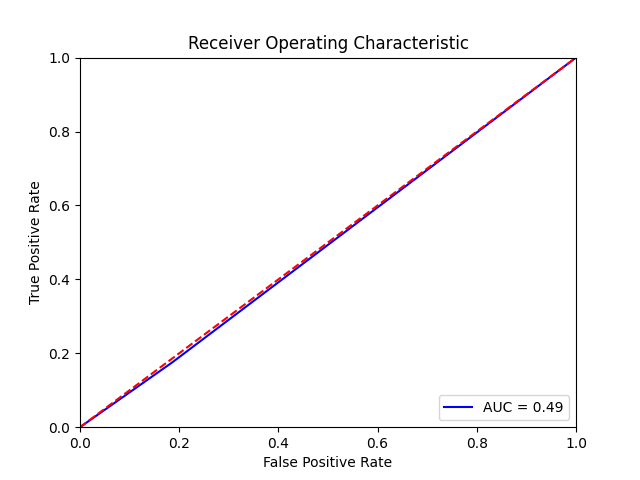 Receiver Operating Characteristic
1.0
0.8
0.6
0.4
0.2
0.0
True Positive Rate
AUC = 0.49
0.0 0.2 0.4 0.6 0.8 1.0
False Positive Rate